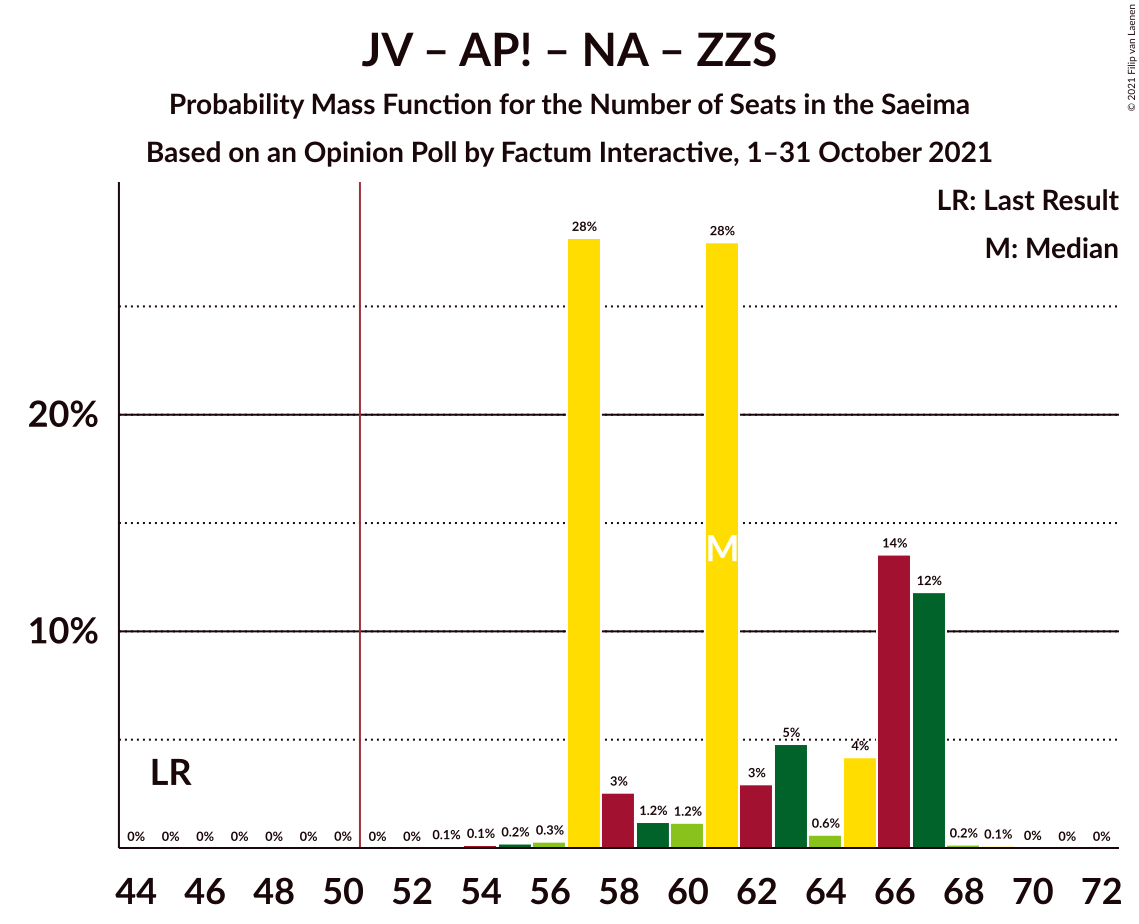 JV – AP! – NA – ZZS
Probability Mass Function for the Number of Seats in the Saeima
Based on an Opinion Poll by Factum Interactive, 1–31 October 2021
© 2021 Filip van Laenen
LR: Last Result
M: Median
20%
10%
LR
M
0% 0% 0% 0% 0% 0% 0% 0% 0% 0.1% 0.1% 0.2% 0.3% 28% 3% 1.2% 1.2% 28% 3% 5% 0.6% 4% 14% 12% 0.2% 0.1% 0% 0% 0%
44 46 48 50 52 54 56 58 60 62 64 66 68 70 72